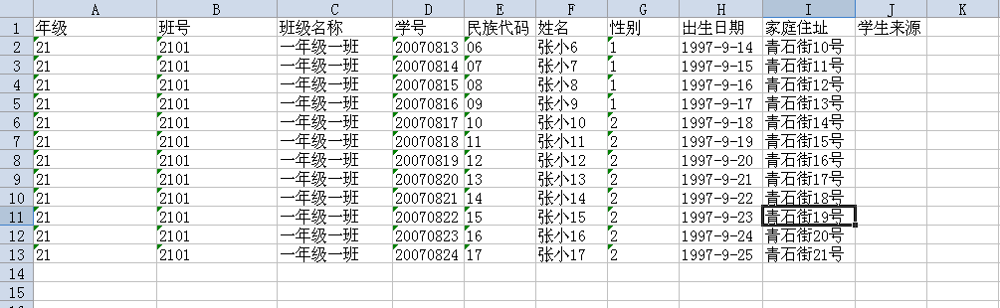 A B C D E F G H I J K
1 年级 班号 班级名称 学号 民族代码 姓名 性别 出生日期 家庭住址 学生来源
2 21 2101 一年级一班 20070813 06 张小6 1 1997-9-14 青石街10号
3 21 2101 一年级一班 20070814 07 张小7 1 1997-9-15 青石街11号
4 21 2101 一年级一班 20070815 08 张小8 1 1997-9-16 青石街12号
5 21 2101 一年级一班 20070816 09 张小9 1 1997-9-17 青石街13号
6 21 2101 一年级一班 20070817 10 张小10 2 1997-9-18 青石街14号
7 21 2101 一年级一班 20070818 11 张小11 2 1997-9-19 青石街15号
8 21 2101 一年级一班 20070819 12 张小12 2 1997-9-20 青石街16号
9 21 2101 一年级一班 20070820 13 张小13 2 1997-9-21 青石街17号
10 21 2101 一年级一班 20070821 14 张小14 2 1997-9-22 青石街18号
11 21 2101 一年级一班 20070822 15 张小15 2 1997-9-23 青石街19号
12 21 2101 一年级一班 20070823 16 张小16 2 1997-9-24 青石街20号
13 21 2101 一年级一班 20070824 17 张小17 2 1997-9-25 青石街21号
14
15